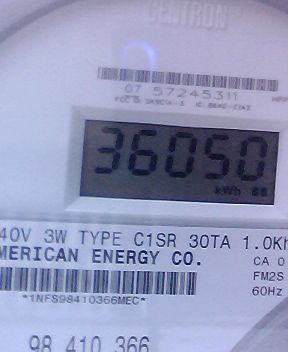 CENTRON
07 57245311
36050
kWh
40V 3W TYPE C1SR 30TA 1.0Kh
MERICAN ENERGY CO.
CA 0
FM2S
60Hz
*1NFS98410366MEC*
98 410 366